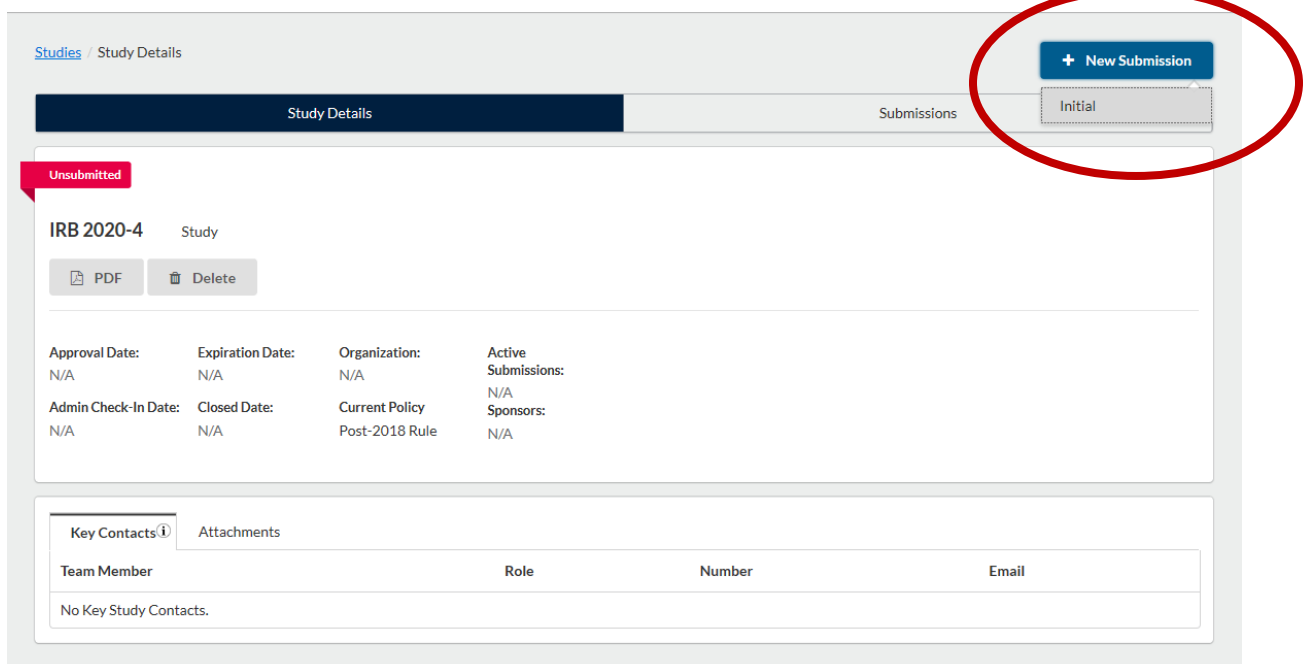 Studies / Study Details
+ New Submission
Initial
Study Details
Submissions
Unsubmitted
IRB 2020-4 Study
PDF
Delete
Approval Date:
N/A
Expiration Date:
N/A
Organization:
N/A
Active
Submissions:
N/A
Admin Check-In Date:
N/A
Closed Date:
N/A
Current Policy
Post-2018 Rule
Sponsors:
N/A
Key Contacts
Attachments
Team Member Role Number Email
No Key Study Contacts.